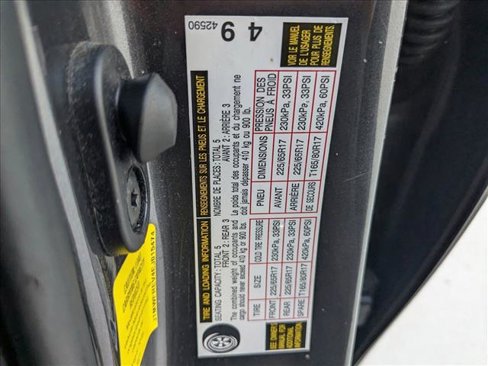 TIRE AND LOADING INFORMATION
RENSEIGNEMENTS SUR LES PNEUS ET LE CHARGEMENT
SEATING CAPACITY: TOTAL 5
FRONT 2: REAR 3
NOMBRE DE PLACES: TOTAL 5
AVANT 2: ARRIÈRE 3
The combined weight of occupants and
cargo should never exceed 410 kg or 900 lb.
Le poids total des occupants et du chargement ne
doit jamais dépasser 410 kg ou 900 lb.
TIRE SIZE COLD TIRE PRESSURE
FRONT 225/65R17 230kPa, 33PSI
REAR 225/65R17 230kPa, 33PSI
SPARE T165/80R17 420kPa, 60PSI
SEE OWNER'S
MANUAL FOR
ADDITIONAL
INFORMATION
PNEU DIMENSIONS PRESSION DES
PNEUS À FROID
AVANT 225/65R17 230kPa, 33PSI
ARRIÈRE 225/65R17 230kPa, 33PSI
DE SECOURS T165/80R17 420kPa, 60PSI
VOIR LE MANUEL
DE L'USAGER
POUR PLUS DE
RENSEIGNEMENTS
42590
49